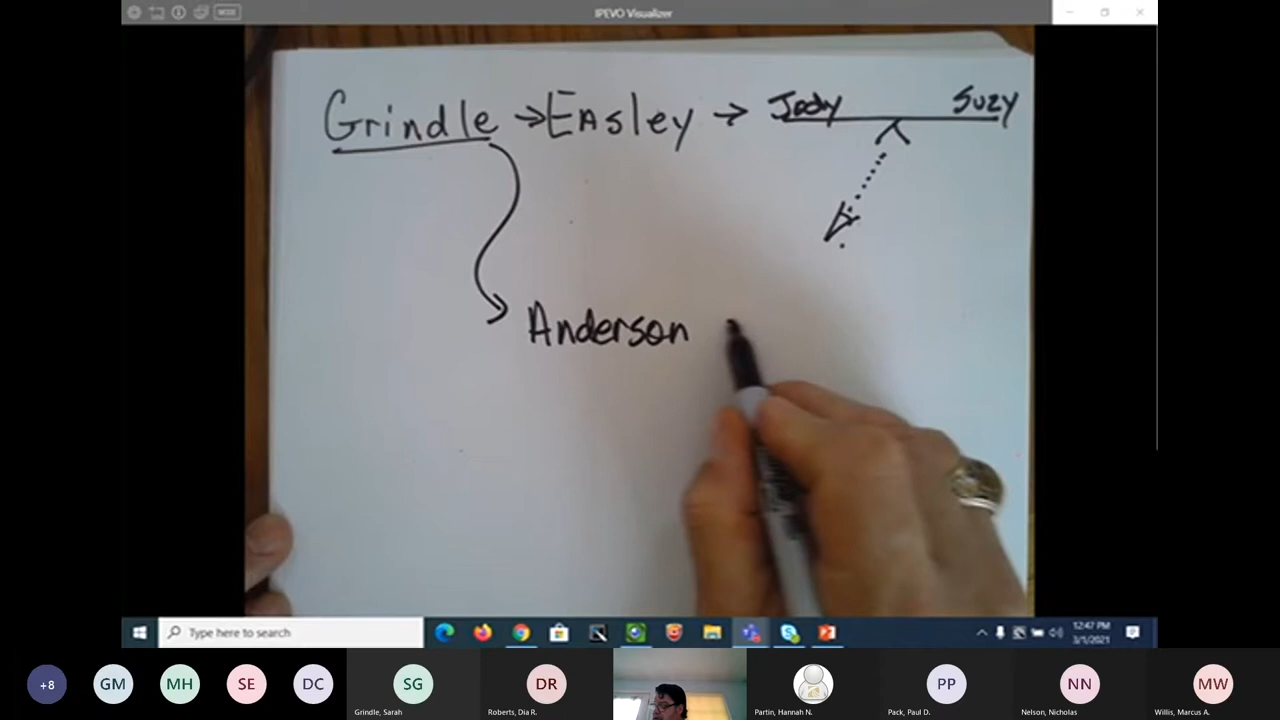 IPEVO Visualizer
MODE
Grindle → Easley → Jody Suzy
Anderson
Type here to search
12:47 PM
3/1/2021
+8
GM
MH
SE
DC
SG
Grindle, Sarah
DR
Roberts, Dia R.
Partin, Hannah N.
PP
Pack, Paul D.
NN
Nelson, Nicholas
MW
Willis, Marcus A.